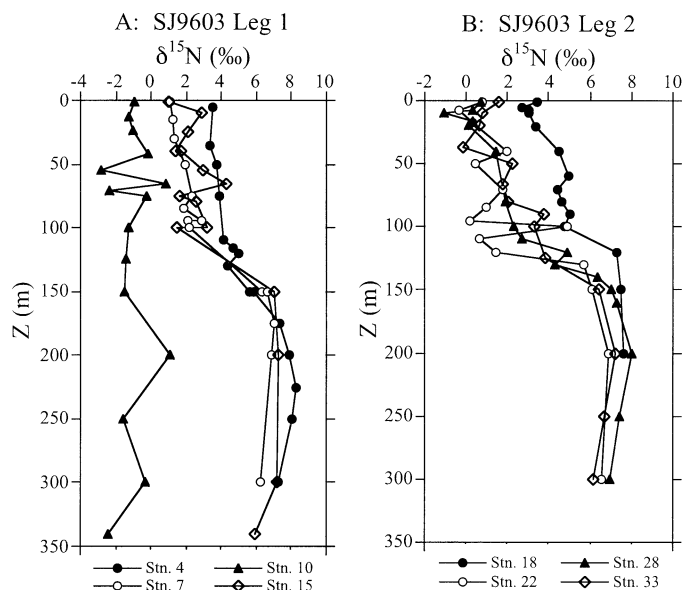 A: SJ9603 Leg 1
δ¹⁵N (‰)
-4 -2 0 2 4 6 8 10
0
50
100
150
200
250
300
350
Z (m)
Stn. 4 Stn. 10
Stn. 7 Stn. 15
B: SJ9603 Leg 2
δ¹⁵N (‰)
-2 0 2 4 6 8 10
0
50
100
150
200
250
300
350
Z (m)
Stn. 18 Stn. 28
Stn. 22 Stn. 33